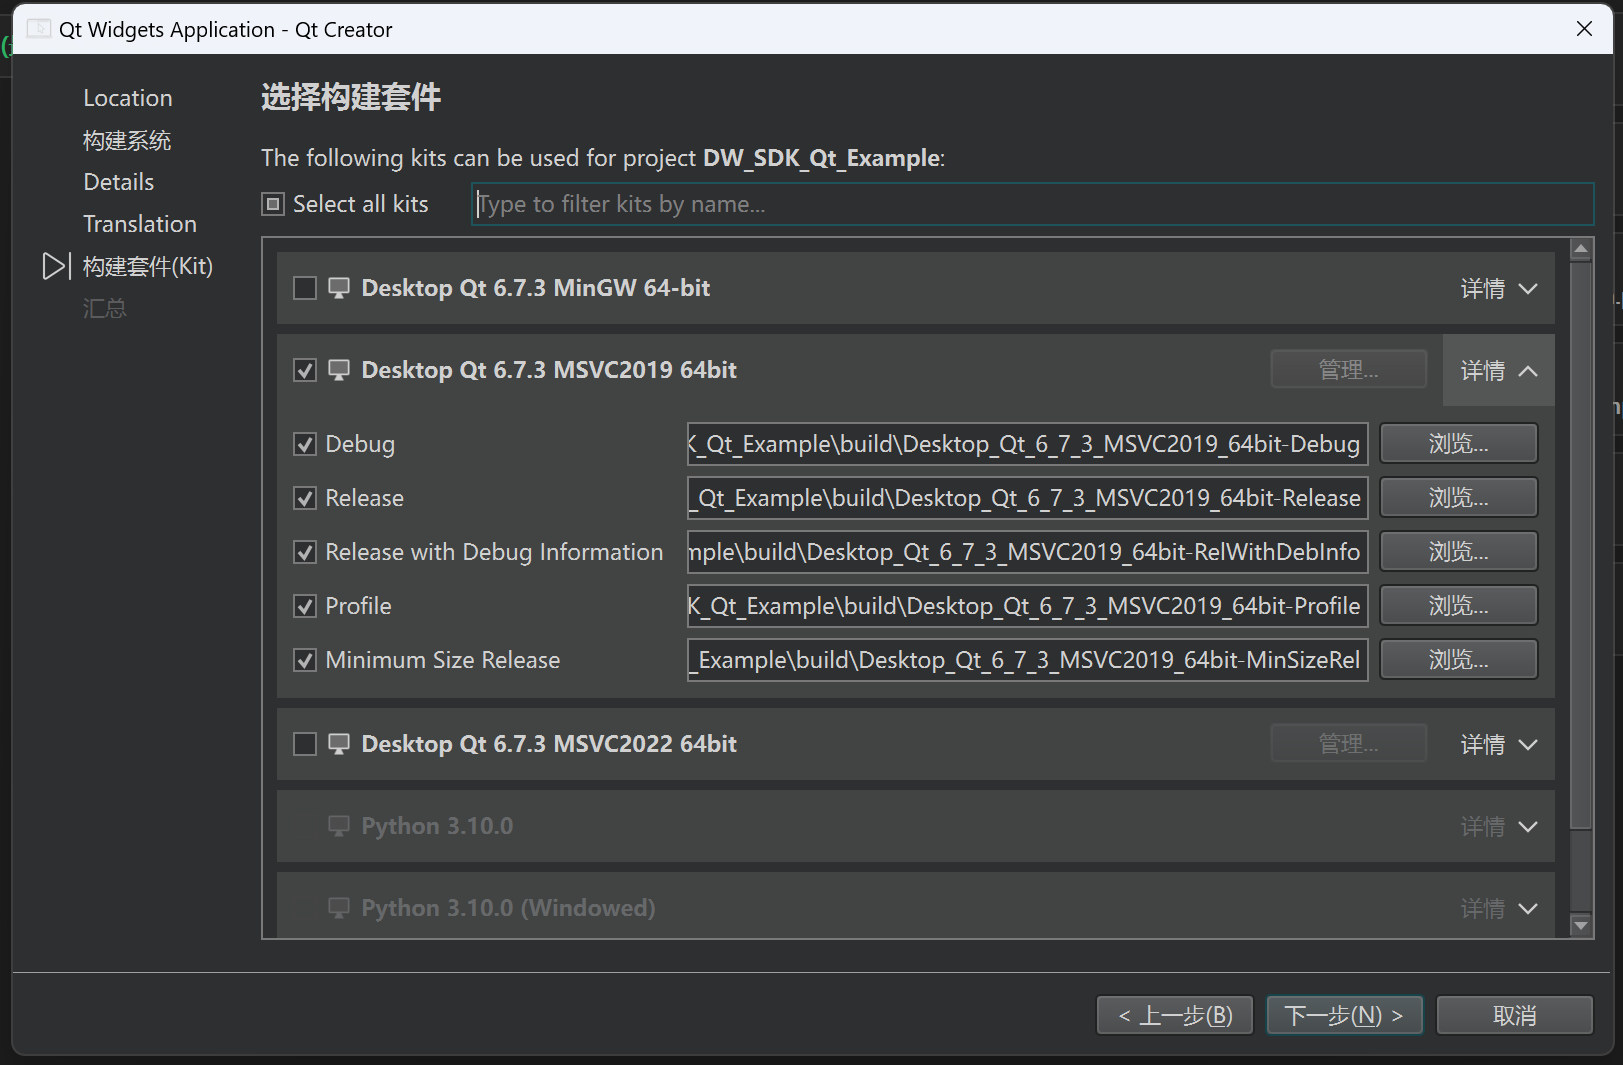 Qt Widgets Application - Qt Creator
Location
构建系统
Details
Translation
构建套件(Kit)
汇总
选择构建套件
The following kits can be used for project DW_SDK_Qt_Example:
Select all kits
Type to filter kits by name...
Desktop Qt 6.7.3 MinGW 64-bit
详情
Desktop Qt 6.7.3 MSVC2019 64bit
管理...
详情
Debug
K_Qt_Example\build\Desktop_Qt_6_7_3_MSVC2019_64bit-Debug
浏览...
Release
_Qt_Example\build\Desktop_Qt_6_7_3_MSVC2019_64bit-Release
浏览...
Release with Debug Information
mple\build\Desktop_Qt_6_7_3_MSVC2019_64bit-RelWithDebInfo
浏览...
Profile
K_Qt_Example\build\Desktop_Qt_6_7_3_MSVC2019_64bit-Profile
浏览...
Minimum Size Release
_Example\build\Desktop_Qt_6_7_3_MSVC2019_64bit-MinSizeRel
浏览...
Desktop Qt 6.7.3 MSVC2022 64bit
管理...
详情
Python 3.10.0
详情
Python 3.10.0 (Windowed)
详情
< 上一步(B)
下一步(N) >
取消